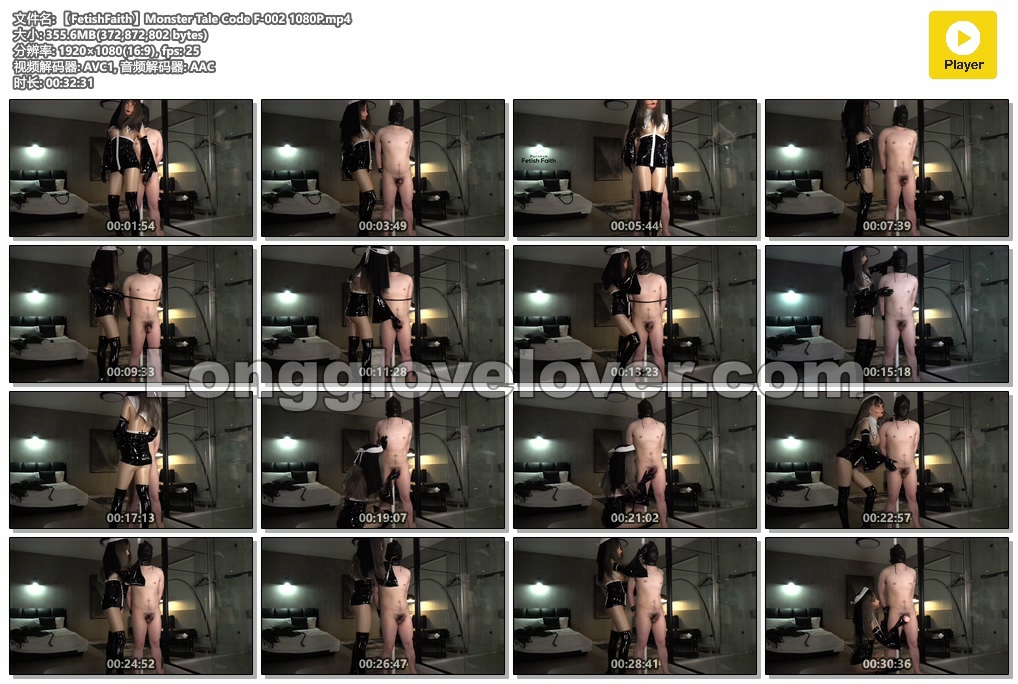 文件名: 【FetishFaith】Monster Tale Code F-002 1080P.mp4
大小: 355.6MB(372,872,802 bytes)
分辨率: 1920×1080(16:9), fps: 25
视频解码器: AVC1, 音频解码器: AAC
时长: 00:32:31
Player
Fetish Faith
00:01:54
00:03:49
00:05:44
00:07:39
00:09:33
00:11:28
00:13:23
00:15:18
Longglovelover.com
00:17:13
00:19:07
00:21:02
00:22:57
00:24:52
00:26:47
00:28:41
00:30:36